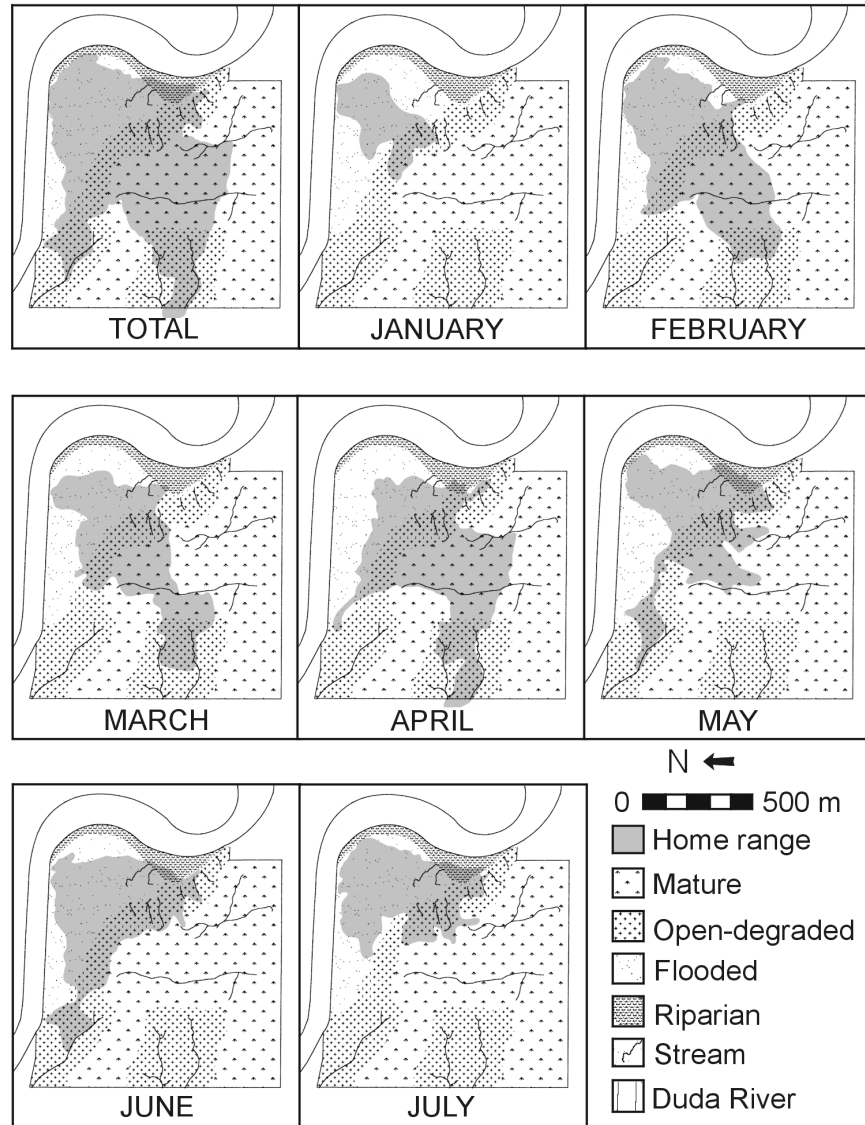 TOTAL
JANUARY
FEBRUARY
MARCH
APRIL
MAY
JUNE
JULY
N
0 500 m
Home range
Mature
Open-degraded
Flooded
Riparian
Stream
Duda River